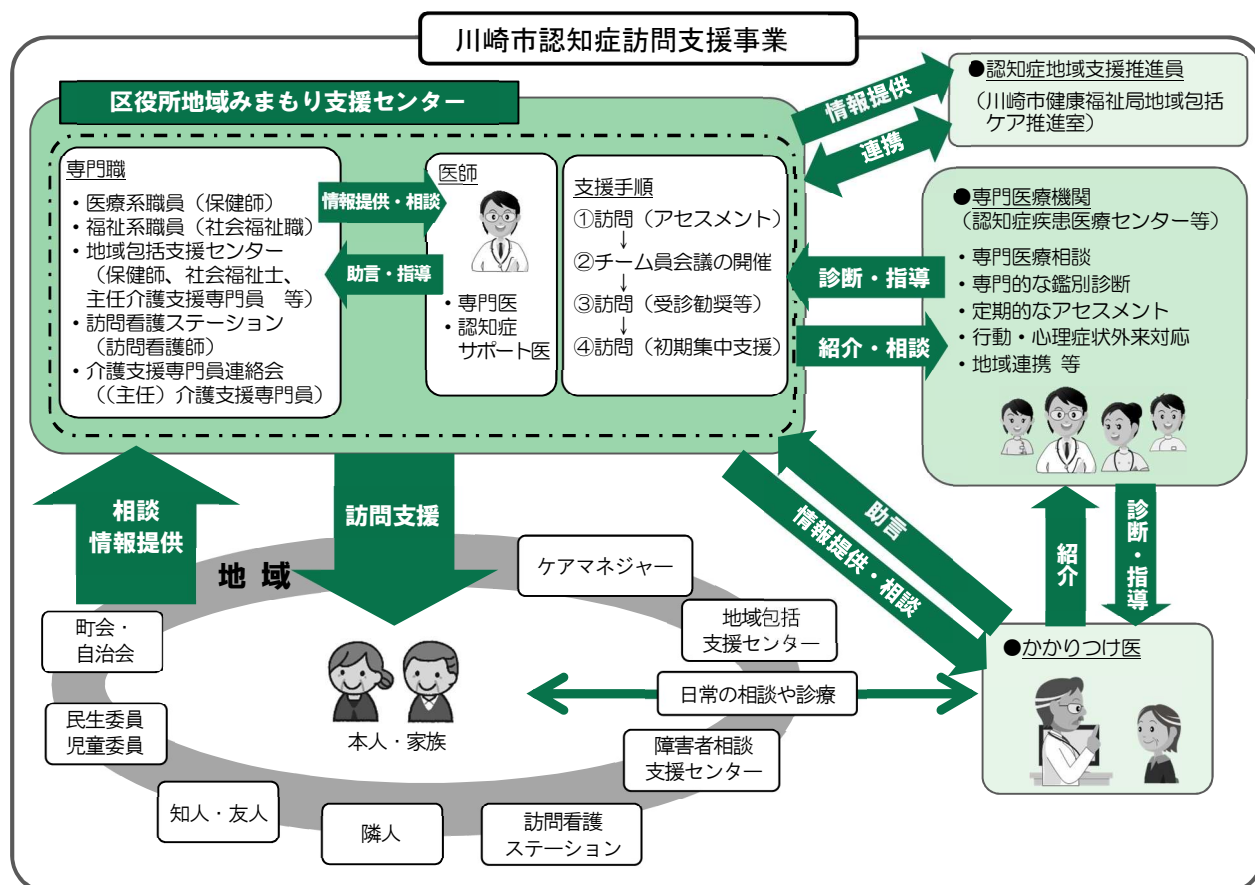 川崎市認知症訪問支援事業
区役所地域みまもり支援センター
専門職
・医療系職員（保健師）
・福祉系職員（社会福祉職）
・地域包括支援センター
（保健師、社会福祉士、
主任介護支援専門員　等）
・訪問看護ステーション
（訪問看護師）
・介護支援専門員連絡会
（（主任）介護支援専門員）
情報提供・相談
助言・指導
医師
・専門医
・認知症
サポート医
支援手順
①訪問（アセスメント）
↓
②チーム員会議の開催
↓
③訪問（受診勧奨等）
↓
④訪問（初期集中支援）
情報提供
連携
●認知症地域支援推進員
（川崎市健康福祉局地域包括
ケア推進室）
診断・指導
紹介・相談
●専門医療機関
（認知症疾患医療センター等）
・専門医療相談
・専門的な鑑別診断
・定期的なアセスメント
・行動・心理症状外来対応
・地域連携 等
相談
情報提供
訪問支援
助言
情報提供・相談
紹介
診断・指導
地 域
ケアマネジャー
地域包括
支援センター
町会・
自治会
日常の相談や診療
●かかりつけ医
民生委員
児童委員
本人・家族
障害者相談
支援センター
知人・友人
隣人
訪問看護
ステーション